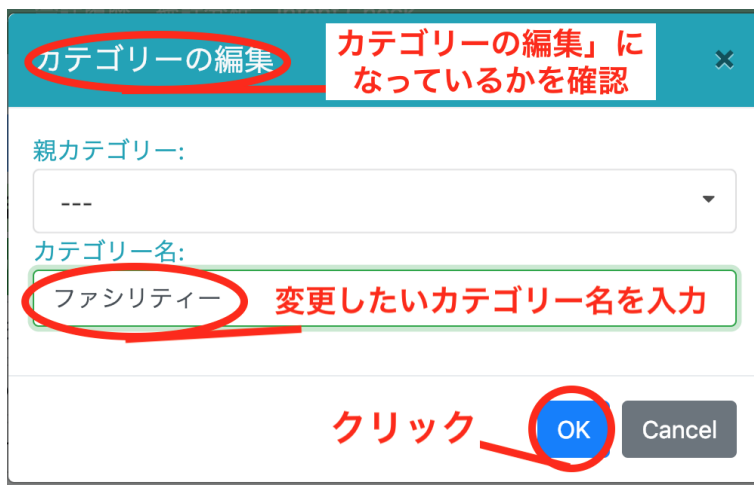 カテゴリーの編集
カテゴリーの編集」に
なっているかを確認
×
親カテゴリー:
---
カテゴリー名:
ファシリティー
変更したいカテゴリー名を入力
クリック
OK
Cancel